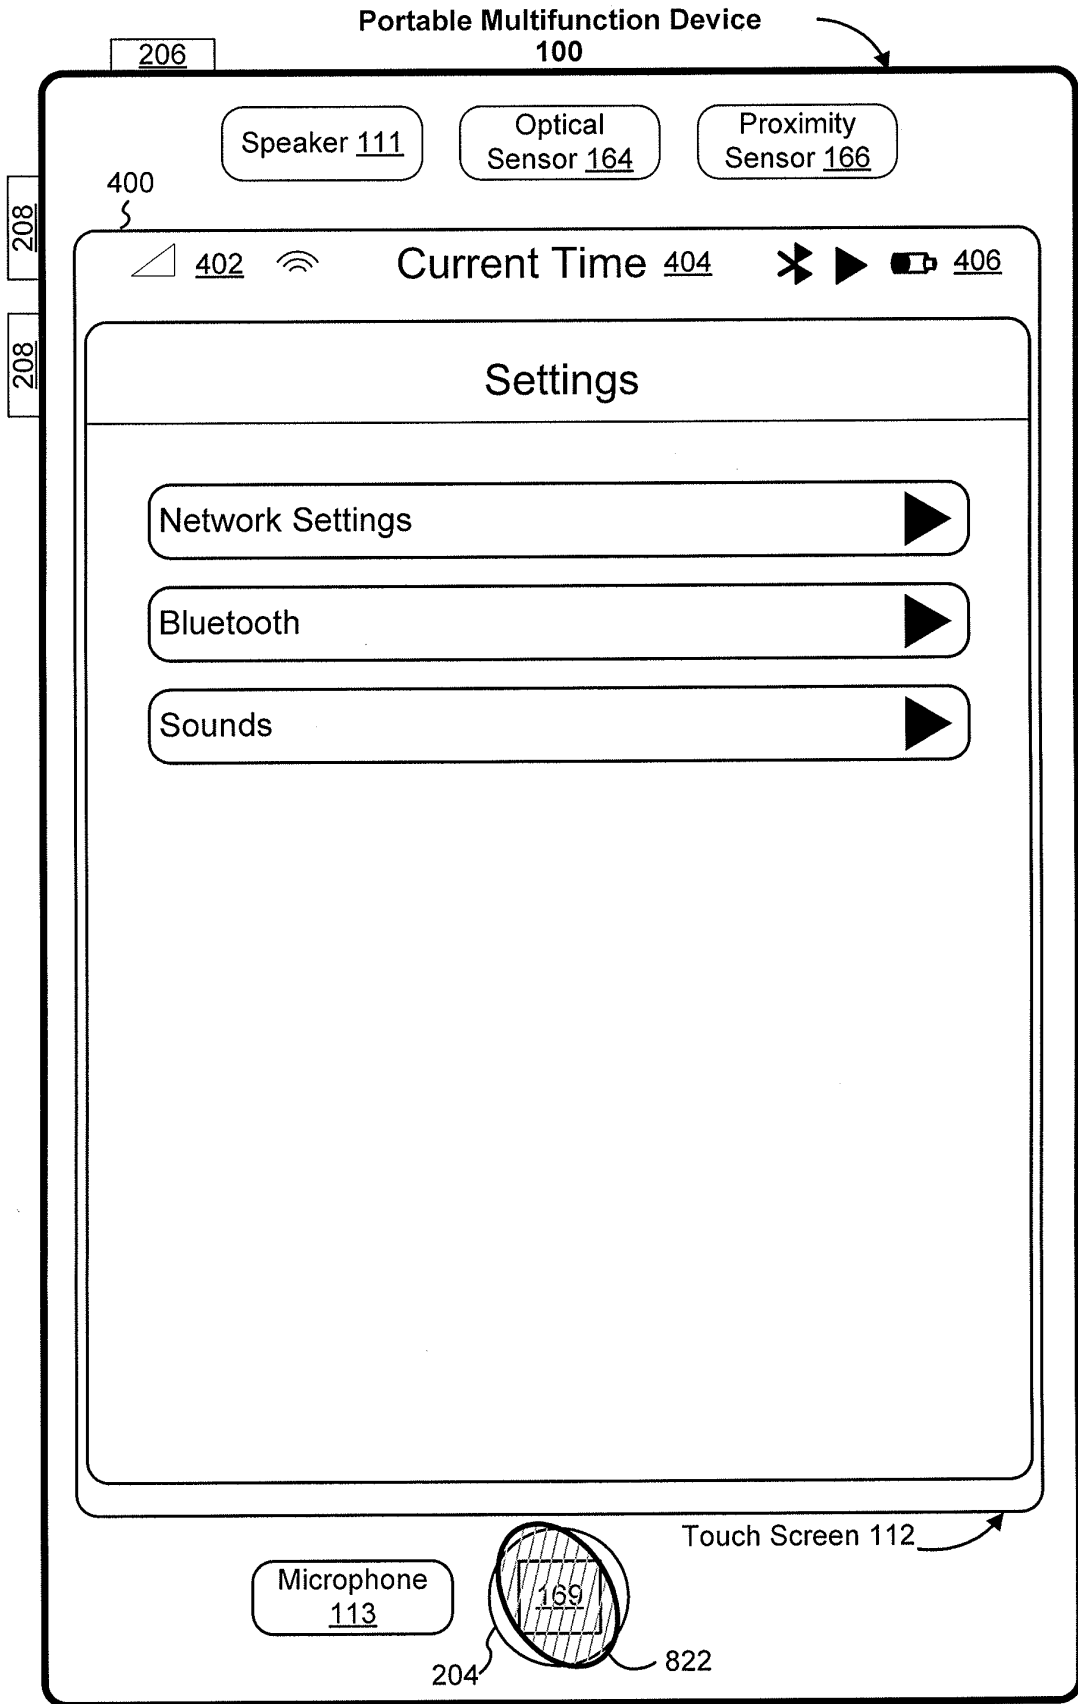 Portable Multifunction Device
100
206
Speaker 111
Optical
Sensor 164
Proximity
Sensor 166
400
208
402
Current Time 404
406
208
Settings
Network Settings
Bluetooth
Sounds
Touch Screen 112
Microphone
113
169
204
822